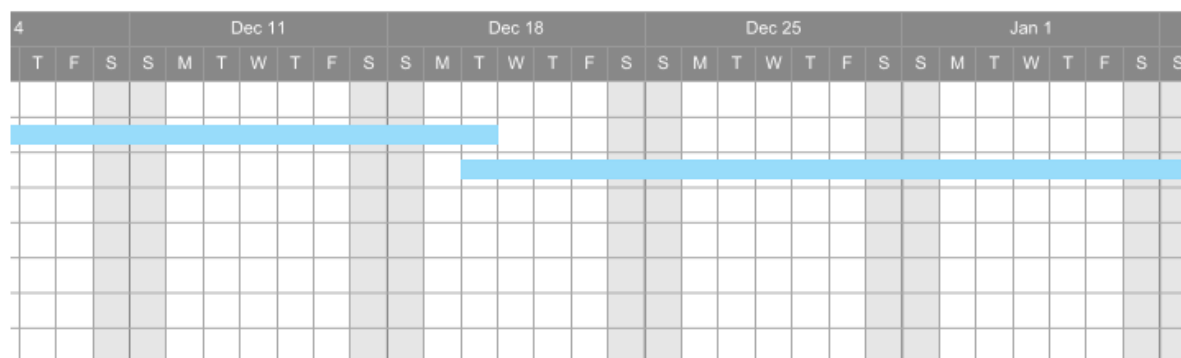 4 Dec 11 Dec 18 Dec 25 Jan 1
T F S S M T W T F S S M T W T F S S M T W T F S S M T W T F S S